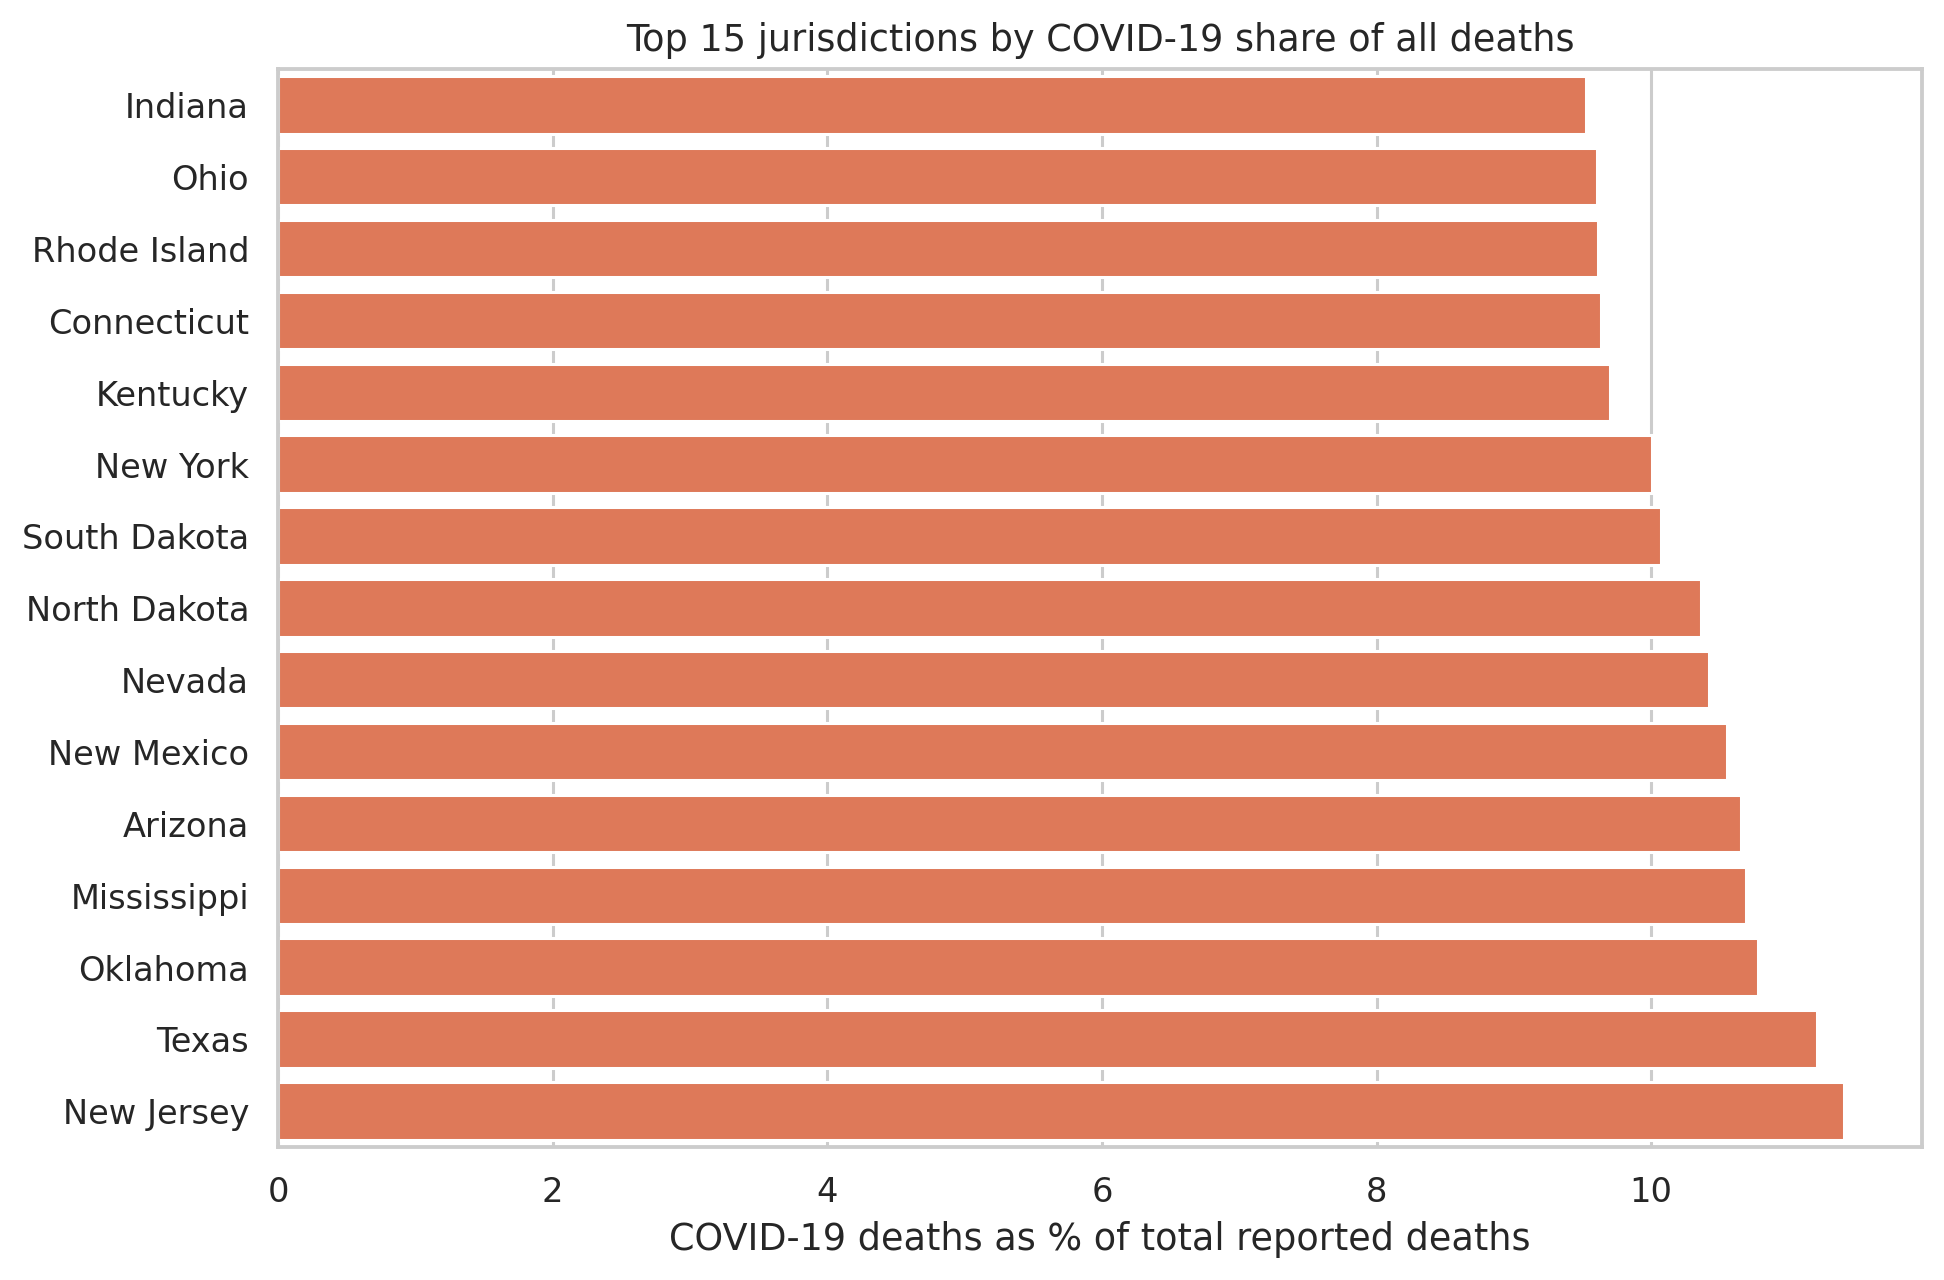 Top 15 jurisdictions by COVID-19 share of all deaths
Indiana
Ohio
Rhode Island
Connecticut
Kentucky
New York
South Dakota
North Dakota
Nevada
New Mexico
Arizona
Mississippi
Oklahoma
Texas
New Jersey
0 2 4 6 8 10
COVID-19 deaths as % of total reported deaths